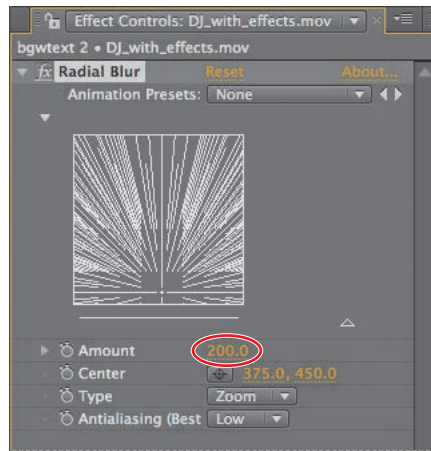 Effect Controls: DJ_with_effects.mov
bgwtext 2 • DJ_with_effects.mov
fx Radial Blur Reset About...
Animation Presets: None
Amount 200.0
Center 375.0, 450.0
Type Zoom
Antialiasing (Best Low